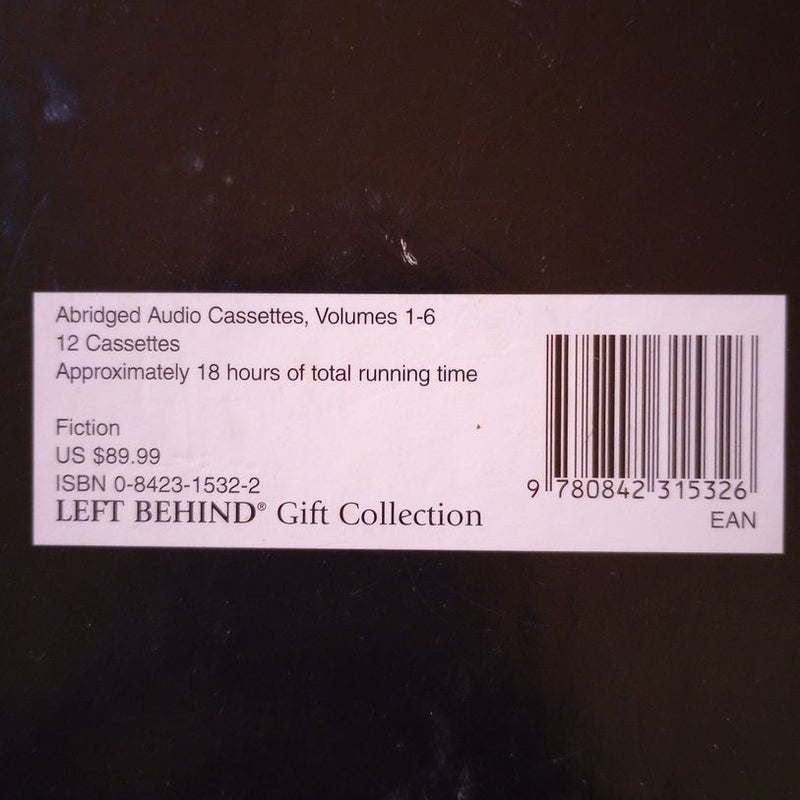 Abridged Audio Cassettes, Volumes 1-6
12 Cassettes
Approximately 18 hours of total running time
Fiction
US $89.99
ISBN 0-8423-1532-2
LEFT BEHIND® Gift Collection
9 780842 315326
EAN